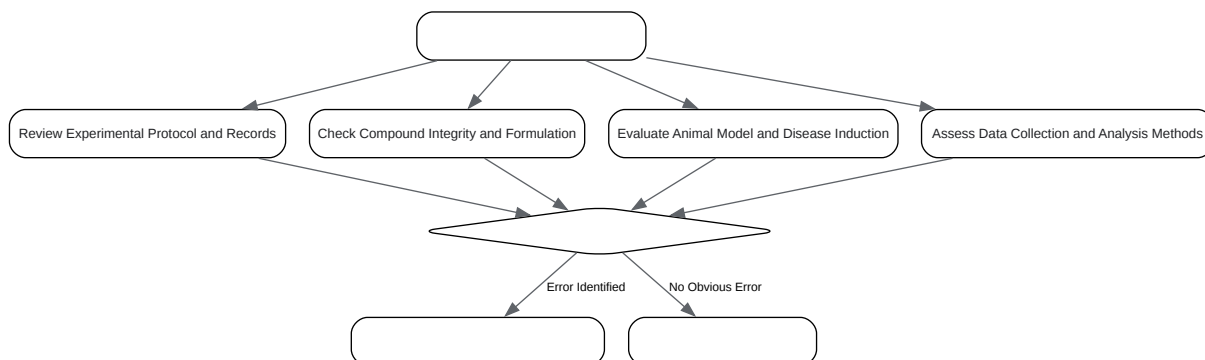 Review Experimental Protocol and Records
Check Compound Integrity and Formulation
Evaluate Animal Model and Disease Induction
Assess Data Collection and Analysis Methods
Error Identified
No Obvious Error